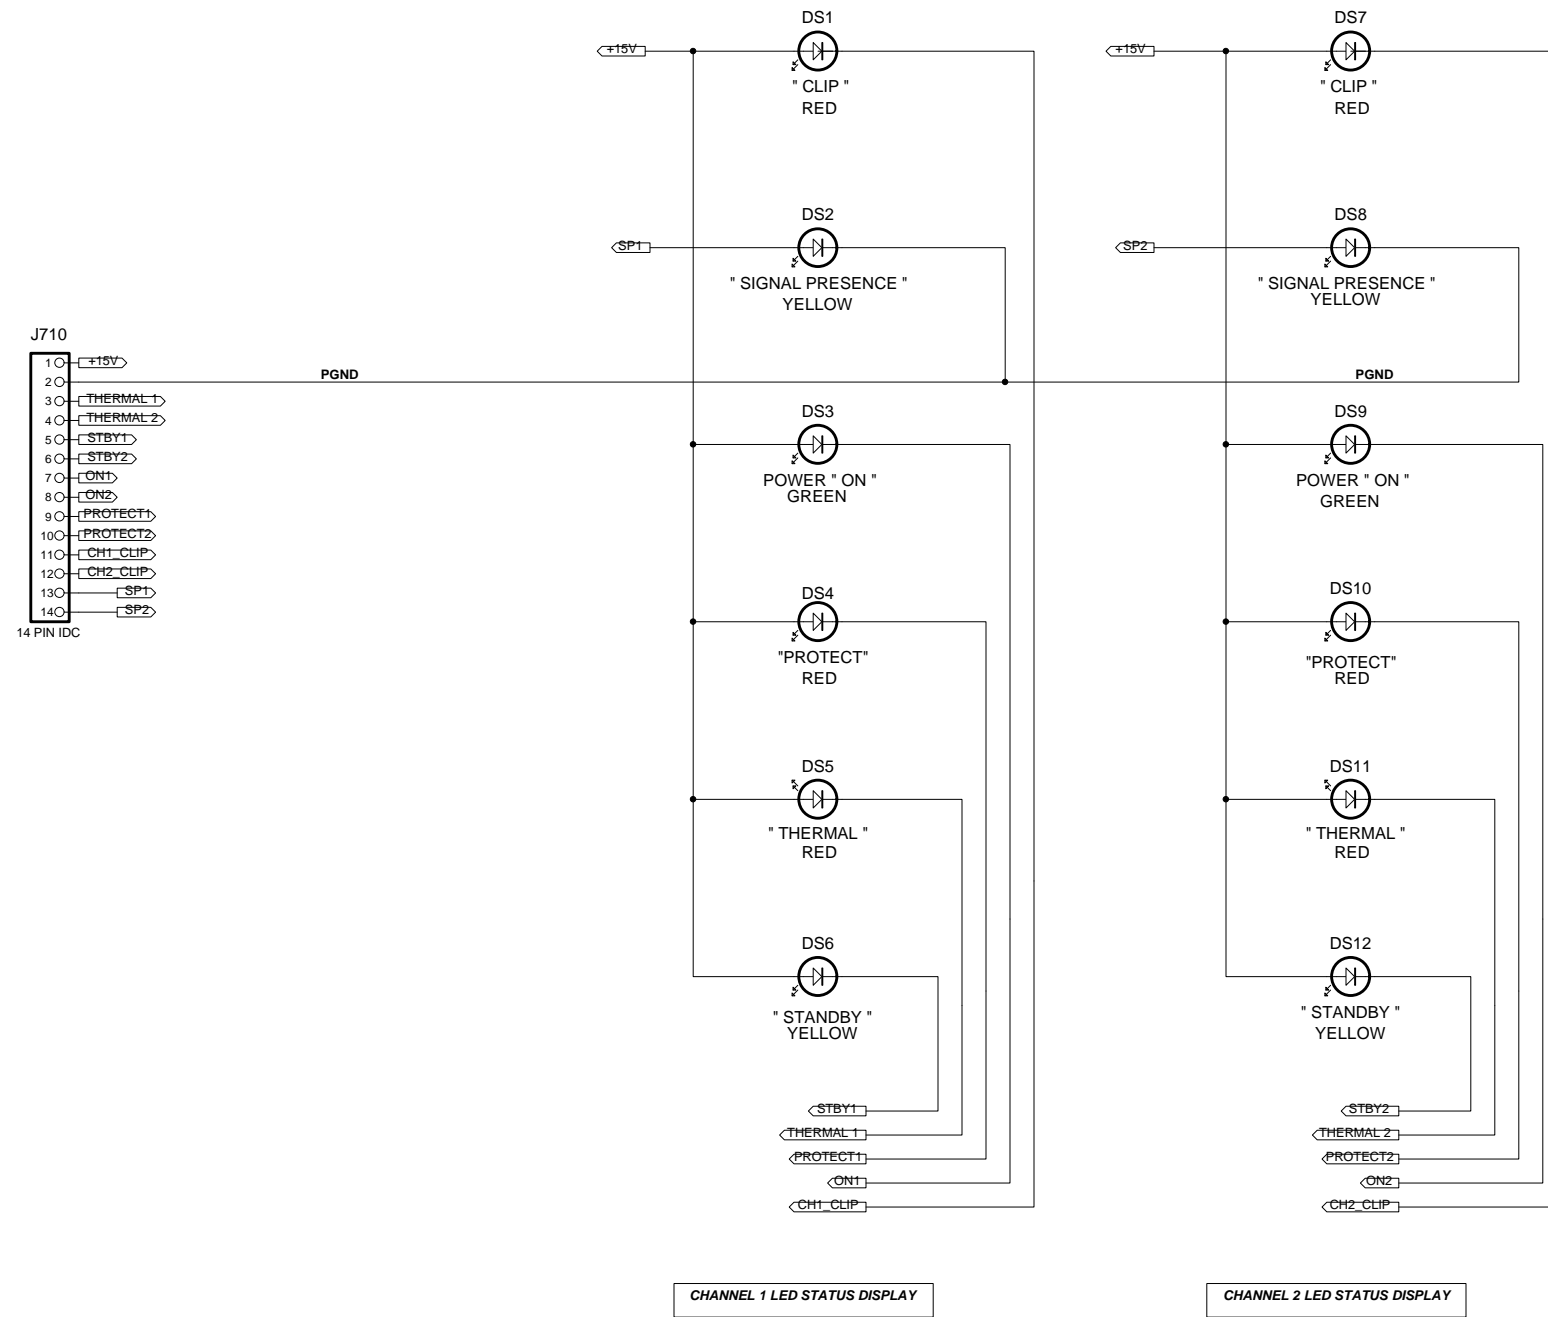 J710
1 +15V
2
3 THERMAL 1
4 THERMAL 2
5 STBY1
6 STBY2
7 ON1
8 ON2
9 PROTECT1
10 PROTECT2
11 CH1_CLIP
12 CH2_CLIP
13 SP1
14 SP2
14 PIN IDC
PGND
+15V
DS1
" CLIP "
RED
SP1
DS2
" SIGNAL PRESENCE "
YELLOW
DS3
POWER " ON "
GREEN
DS4
"PROTECT"
RED
DS5
" THERMAL "
RED
DS6
" STANDBY "
YELLOW
STBY1
THERMAL 1
PROTECT1
ON1
CH1_CLIP
CHANNEL 1 LED STATUS DISPLAY
+15V
DS7
" CLIP "
RED
SP2
DS8
" SIGNAL PRESENCE "
YELLOW
PGND
DS9
POWER " ON "
GREEN
DS10
"PROTECT"
RED
DS11
" THERMAL "
RED
DS12
" STANDBY "
YELLOW
STBY2
THERMAL 2
PROTECT2
ON2
CH2_CLIP
CHANNEL 2 LED STATUS DISPLAY